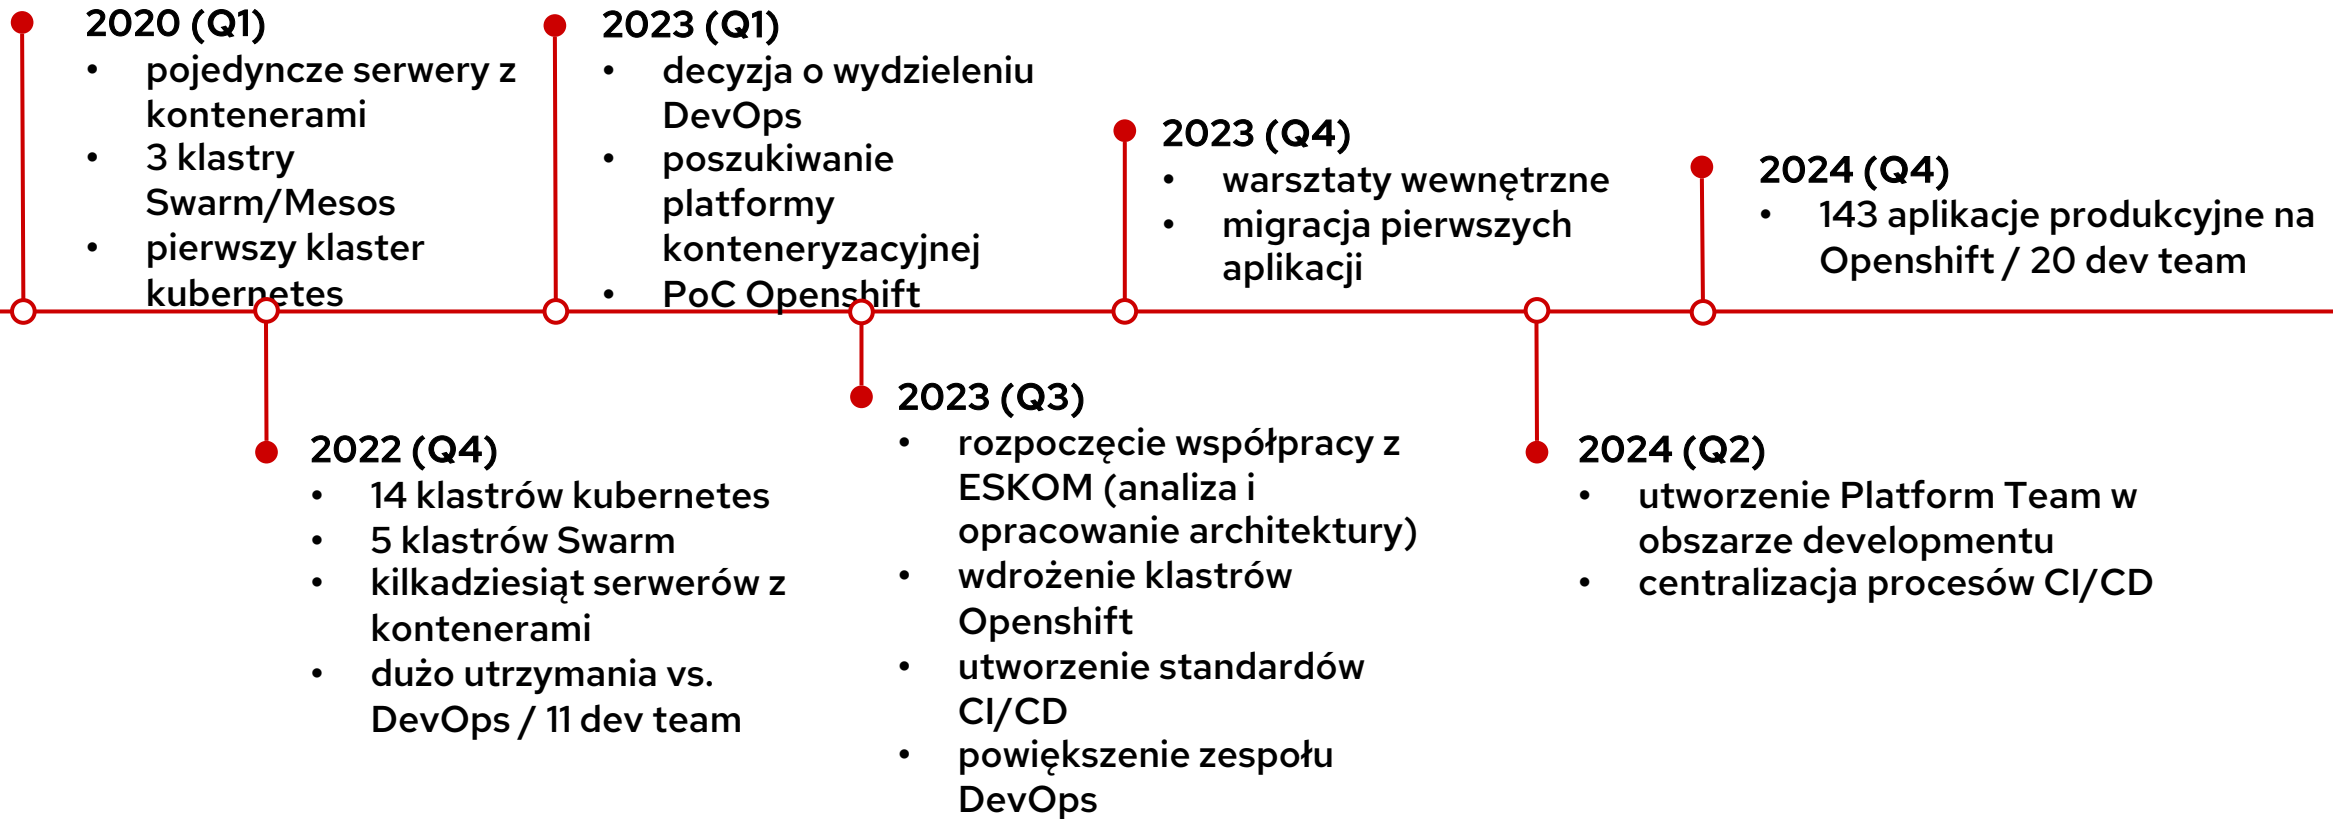 2020 (Q1)
• pojedyncze serwery z
kontenerami
• 3 klastry
Swarm/Mesos
• pierwszy klaster
kubernetes
2022 (Q4)
• 14 klastrów kubernetes
• 5 klastrów Swarm
• kilkadziesiąt serwerów z
kontenerami
• dużo utrzymania vs.
DevOps / 11 dev team
2023 (Q1)
• decyzja o wydzieleniu
DevOps
• poszukiwanie
platformy
konteneryzacyjnej
• PoC Openshift
2023 (Q3)
• rozpoczęcie współpracy z
ESKOM (analiza i
opracowanie architektury)
• wdrożenie klastrów
Openshift
• utworzenie standardów
CI/CD
• powiększenie zespołu
DevOps
2023 (Q4)
• warsztaty wewnętrzne
• migracja pierwszych
aplikacji
2024 (Q2)
• utworzenie Platform Team w
obszarze developmentu
• centralizacja procesów CI/CD
2024 (Q4)
• 143 aplikacje produkcyjne na
Openshift / 20 dev team